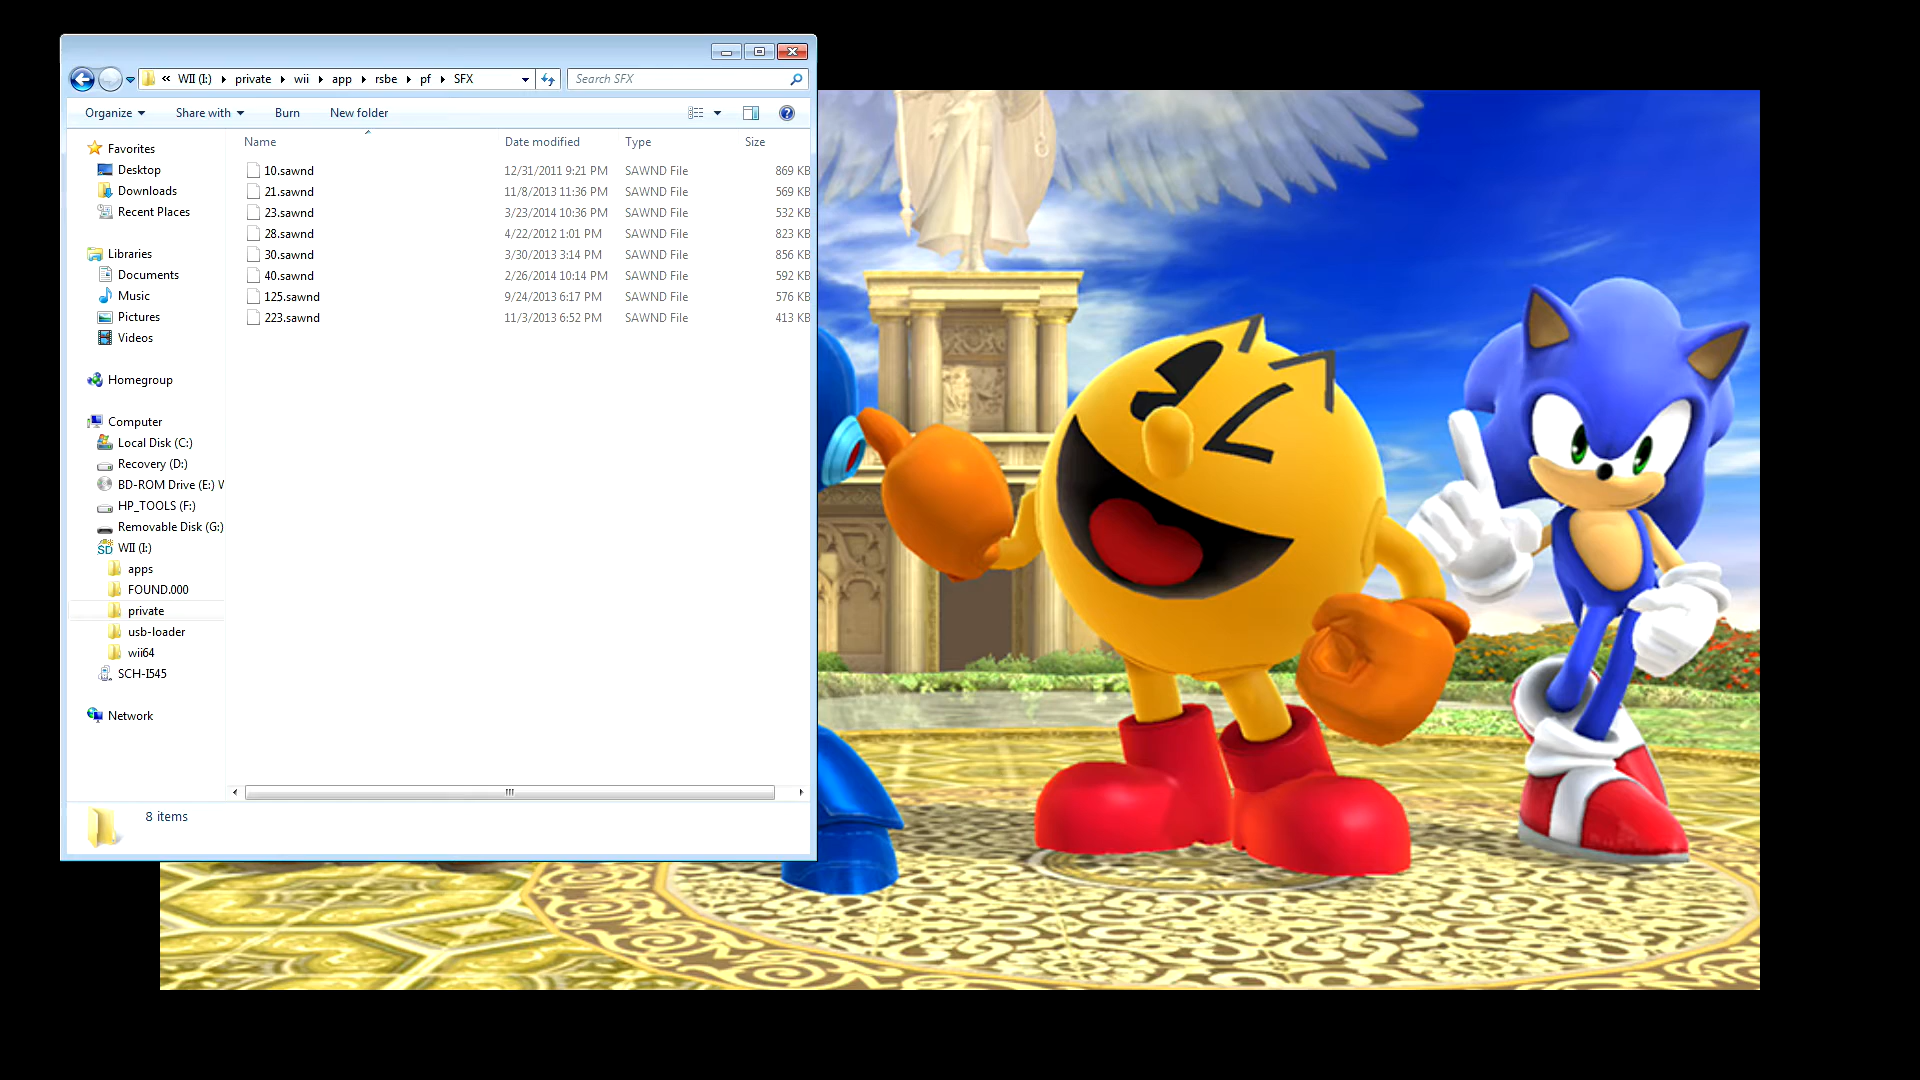 « WII (I:) ▸ private ▸ wii ▸ app ▸ rsbe ▸ pf ▸ SFX
Search SFX
Organize Share with Burn New folder
Name Date modified Type Size
10.sawnd 12/31/2011 9:21 PM SAWND File 869 KB
21.sawnd 11/8/2013 11:36 PM SAWND File 569 KB
23.sawnd 3/23/2014 10:36 PM SAWND File 532 KB
28.sawnd 4/22/2012 1:01 PM SAWND File 823 KB
30.sawnd 3/30/2013 3:14 PM SAWND File 856 KB
40.sawnd 2/26/2014 10:14 PM SAWND File 592 KB
125.sawnd 9/24/2013 6:17 PM SAWND File 576 KB
223.sawnd 11/3/2013 6:52 PM SAWND File 413 KB
Favorites
Desktop
Downloads
Recent Places
Libraries
Documents
Music
Pictures
Videos
Homegroup
Computer
Local Disk (C:)
Recovery (D:)
BD-ROM Drive (E:) W
HP_TOOLS (F:)
Removable Disk (G:)
WII (I:)
apps
FOUND.000
private
usb-loader
wii64
SCH-I545
Network
8 items